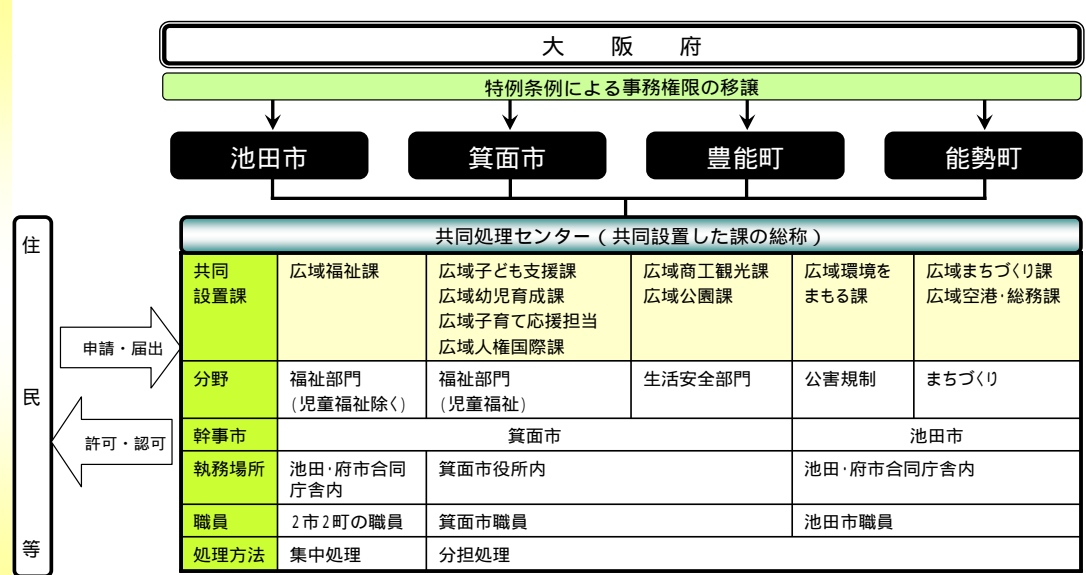 大 阪 府
特例条例による事務権限の移譲
池田市 箕面市 豊能町 能勢町
共同処理センター(共同設置した課の総称)
住民等
申請・届出
許可・認可
共同
設置課
広域福祉課
広域子ども支援課
広域幼児育成課
広域子育て応援担当
広域人権国際課
広域商工観光課
広域公園課
広域環境を
まもる課
広域まちづくり課
広域空港・総務課
分野
福祉部門
(児童福祉除く)
福祉部門
(児童福祉)
生活安全部門
公害規制
まちづくり
幹事市
箕面市
池田市
執務場所
池田・府市合同
庁舎内
箕面市役所内
池田・府市合同庁舎内
職員
2市2町の職員
箕面市職員
池田市職員
処理方法
集中処理
分担処理